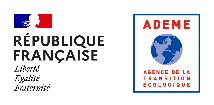 RÉPUBLIQUE
FRANÇAISE
Liberté
Égalité
Fraternité
ADEME
AGENCE DE LA
TRANSITION
ÉCOLOGIQUE